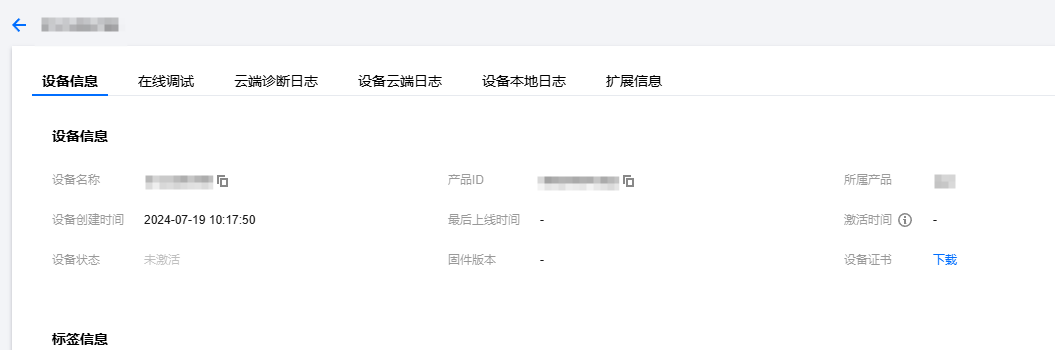 设备信息 在线调试 云端诊断日志 设备云端日志 设备本地日志 扩展信息
设备信息
设备名称 产品ID 所属产品
设备创建时间 2024-07-19 10:17:50 最后上线时间 - 激活时间 -
设备状态 未激活 固件版本 - 设备证书 下载
标签信息